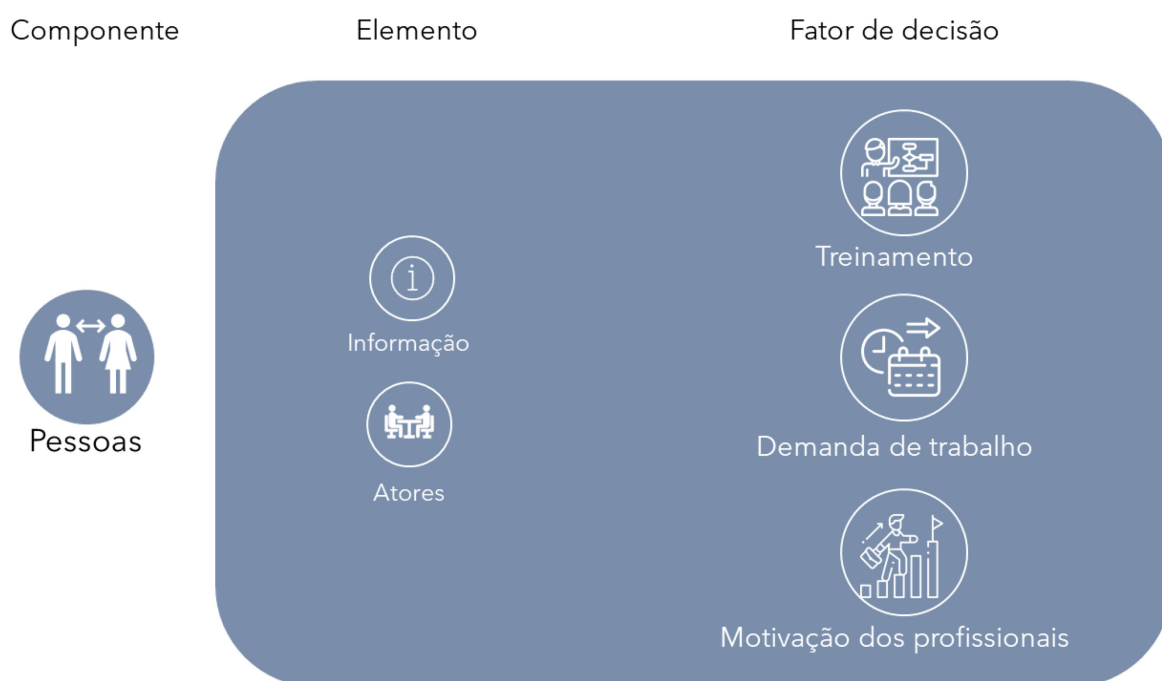 Componente
Elemento
Fator de decisão
Treinamento
Informação
Pessoas
Demanda de trabalho
Atores
Motivação dos profissionais